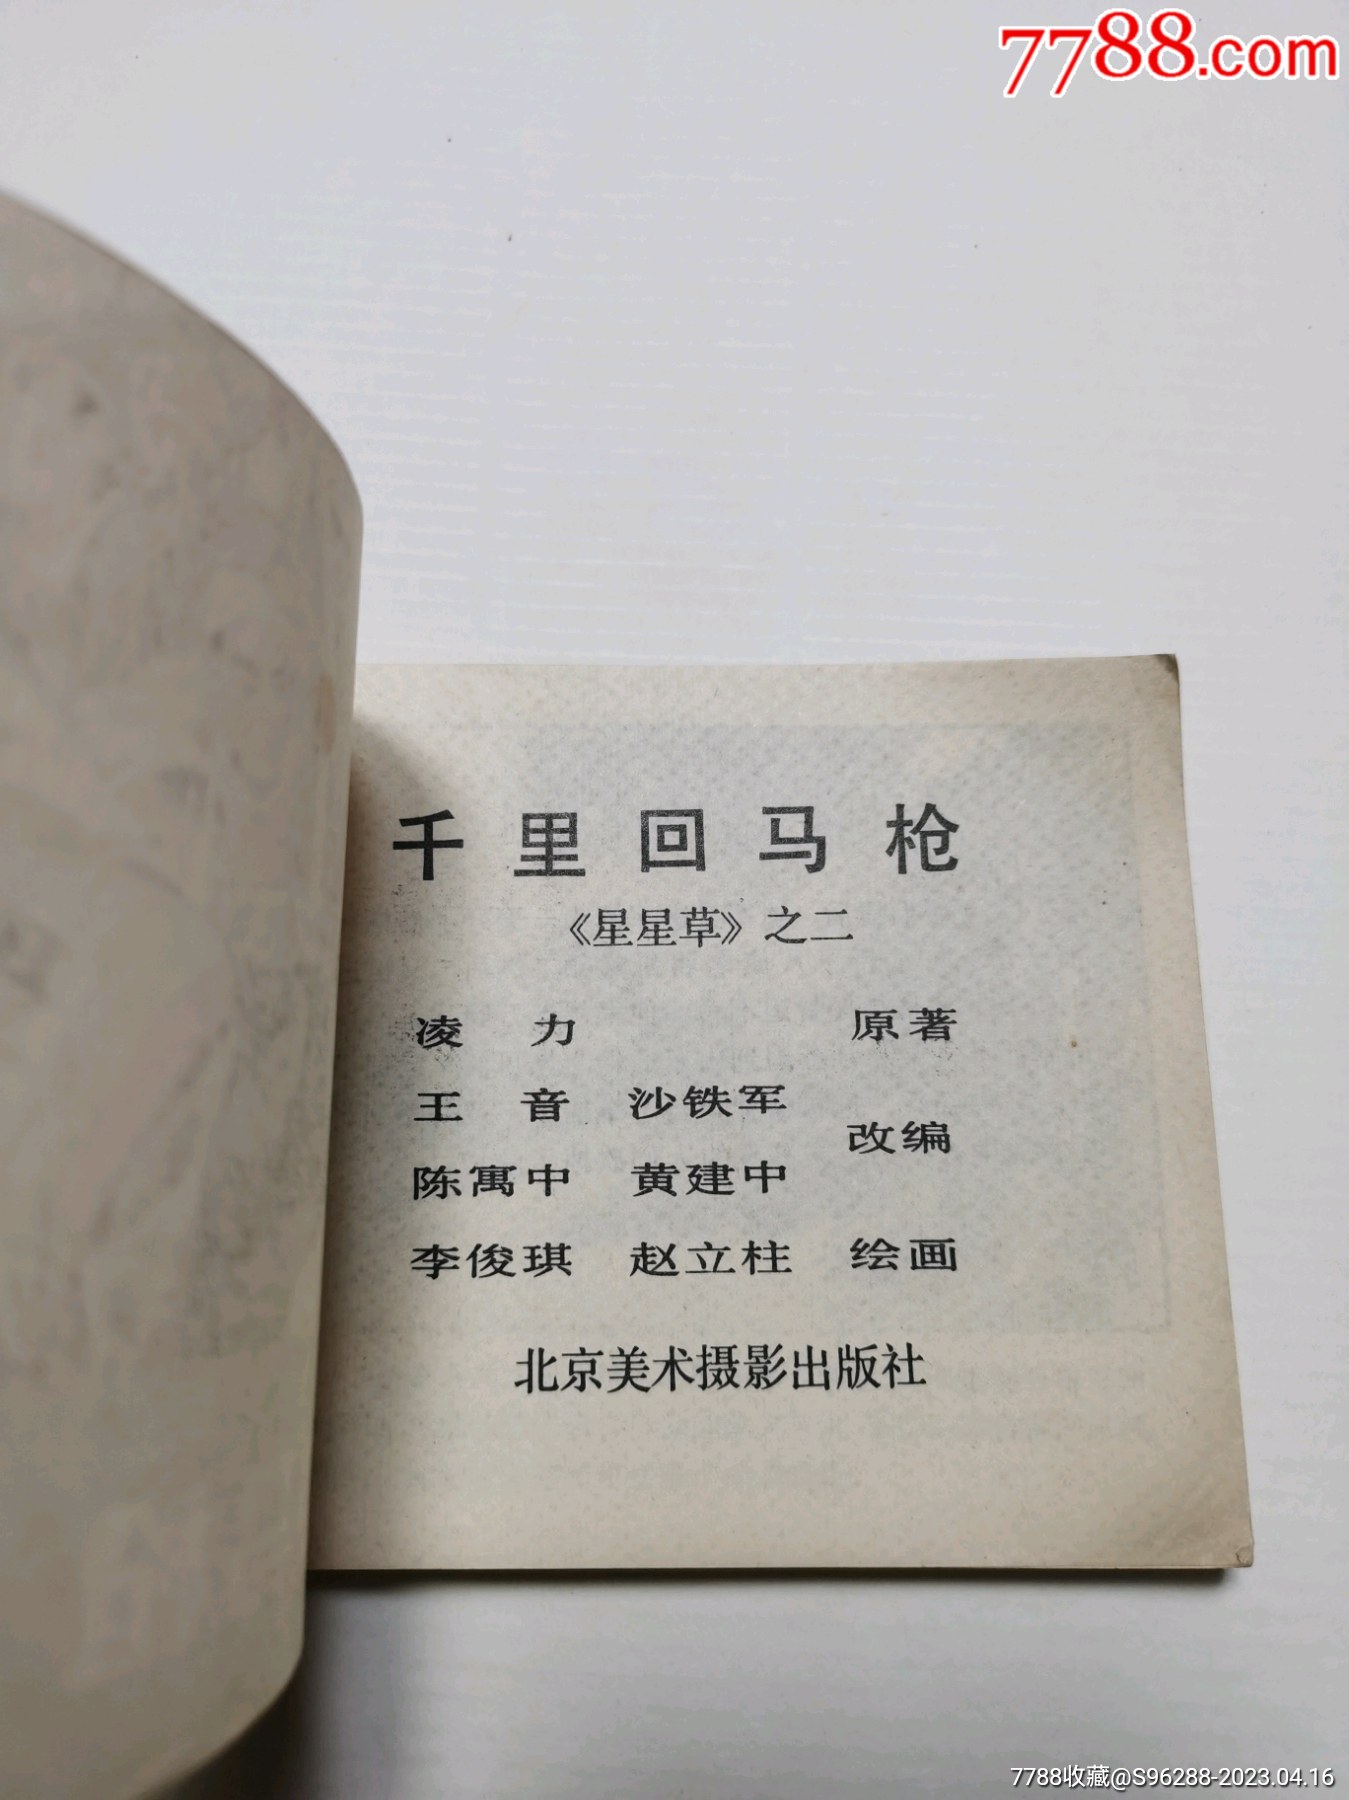 7788.com
千里回马枪
《星星草》之二
凌力 原著
王音 沙铁军
改编
陈寓中 黄建中
李俊琪 赵立柱 绘画
北京美术摄影出版社
7788收藏@S96288-2023.04.16